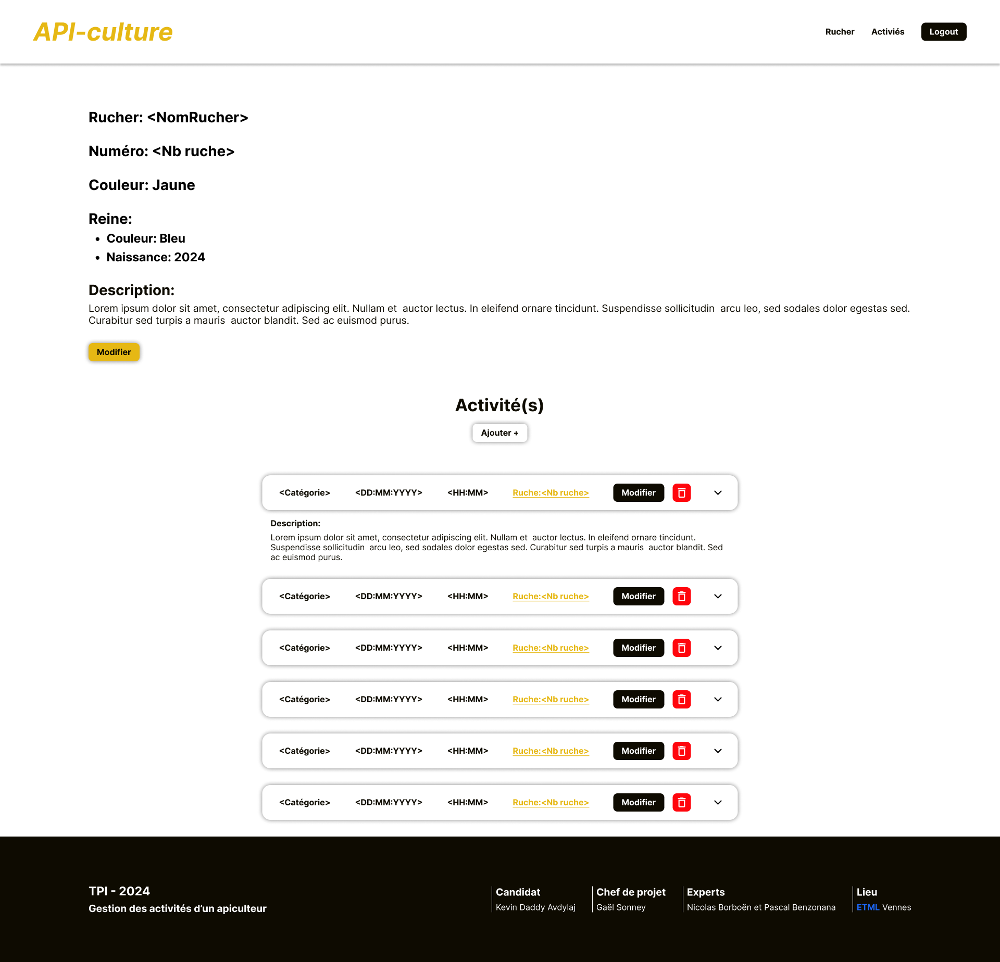 API-culture
Rucher Activiés Logout
Rucher: <NomRucher>
Numéro: <Nb ruche>
Couleur: Jaune
Reine:
• Couleur: Bleu
• Naissance: 2024
Description:
Lorem ipsum dolor sit amet, consectetur adipiscing elit. Nullam et  auctor lectus. In eleifend ornare tincidunt. Suspendisse sollicitudin  arcu leo, sed sodales dolor egestas sed.
Curabitur sed turpis a mauris  auctor blandit. Sed ac euismod purus.
Modifier
Activité(s)
Ajouter +
<Catégorie> <DD:MM:YYYY> <HH:MM> Ruche:<Nb ruche> Modifier
Description:
Lorem ipsum dolor sit amet, consectetur adipiscing elit. Nullam et  auctor lectus. In eleifend ornare tincidunt.
Suspendisse sollicitudin  arcu leo, sed sodales dolor egestas sed. Curabitur sed turpis a mauris  auctor blandit. Sed
ac euismod purus.
<Catégorie> <DD:MM:YYYY> <HH:MM> Ruche:<Nb ruche> Modifier
<Catégorie> <DD:MM:YYYY> <HH:MM> Ruche:<Nb ruche> Modifier
<Catégorie> <DD:MM:YYYY> <HH:MM> Ruche:<Nb ruche> Modifier
<Catégorie> <DD:MM:YYYY> <HH:MM> Ruche:<Nb ruche> Modifier
<Catégorie> <DD:MM:YYYY> <HH:MM> Ruche:<Nb ruche> Modifier
TPI - 2024
Gestion des activités d’un apiculteur
Candidat
Kevin Daddy Avdylaj
Chef de projet
Gaël Sonney
Experts
Nicolas Borboën et Pascal Benzonana
Lieu
ETML Vennes